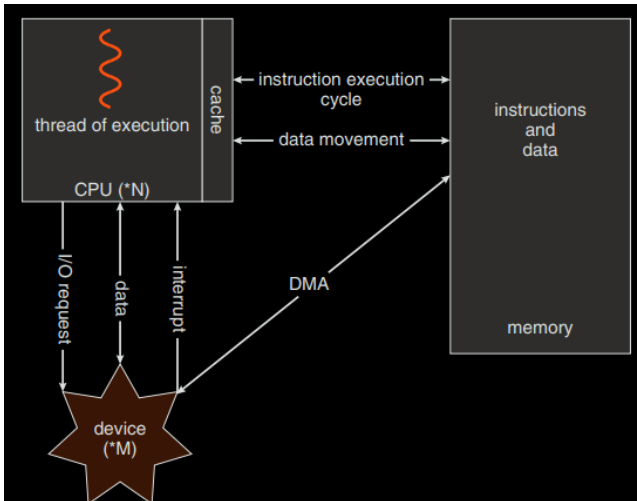 thread of execution
cache
CPU (*N)
instruction execution
cycle
data movement
instructions
and
data
memory
I/O request
data
interrupt
DMA
device
(*M)